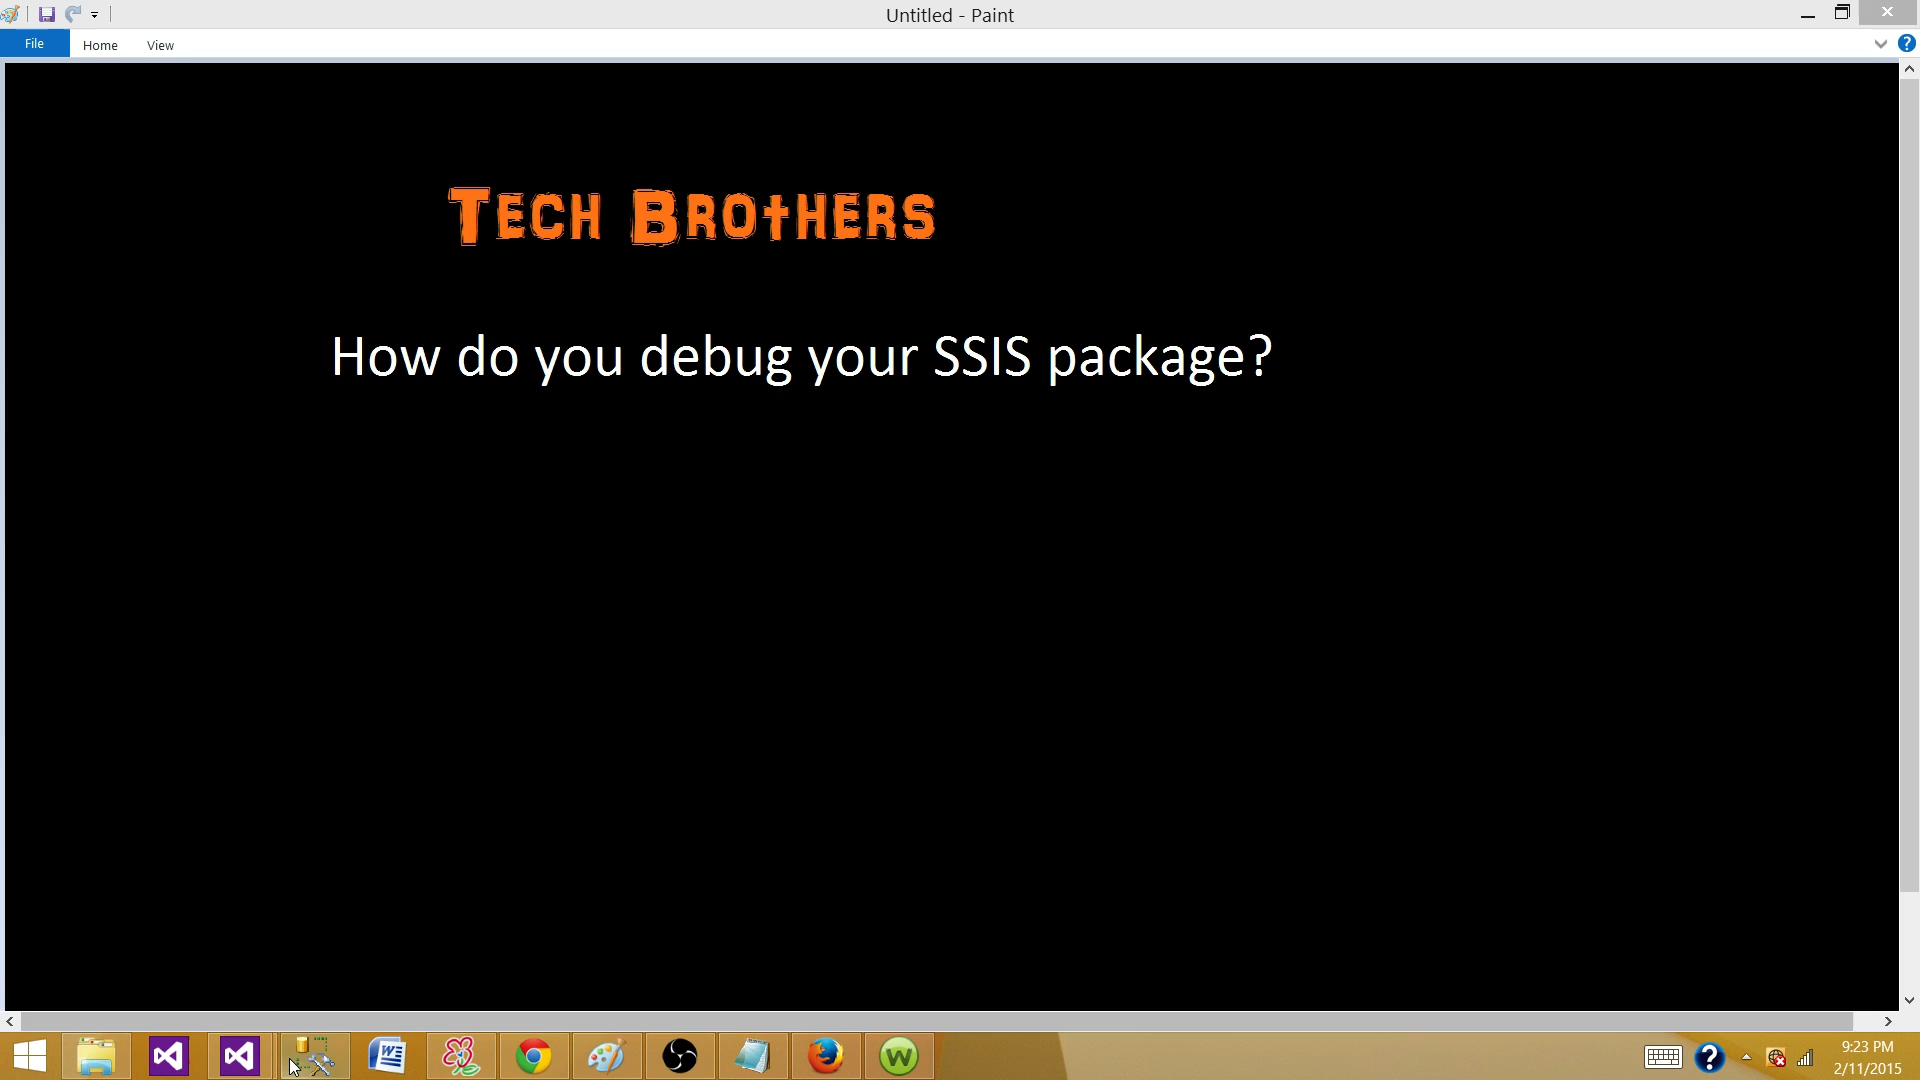 Untitled - Paint
File Home View
Tech Brothers
How do you debug your SSIS package?
9:23 PM
2/11/2015